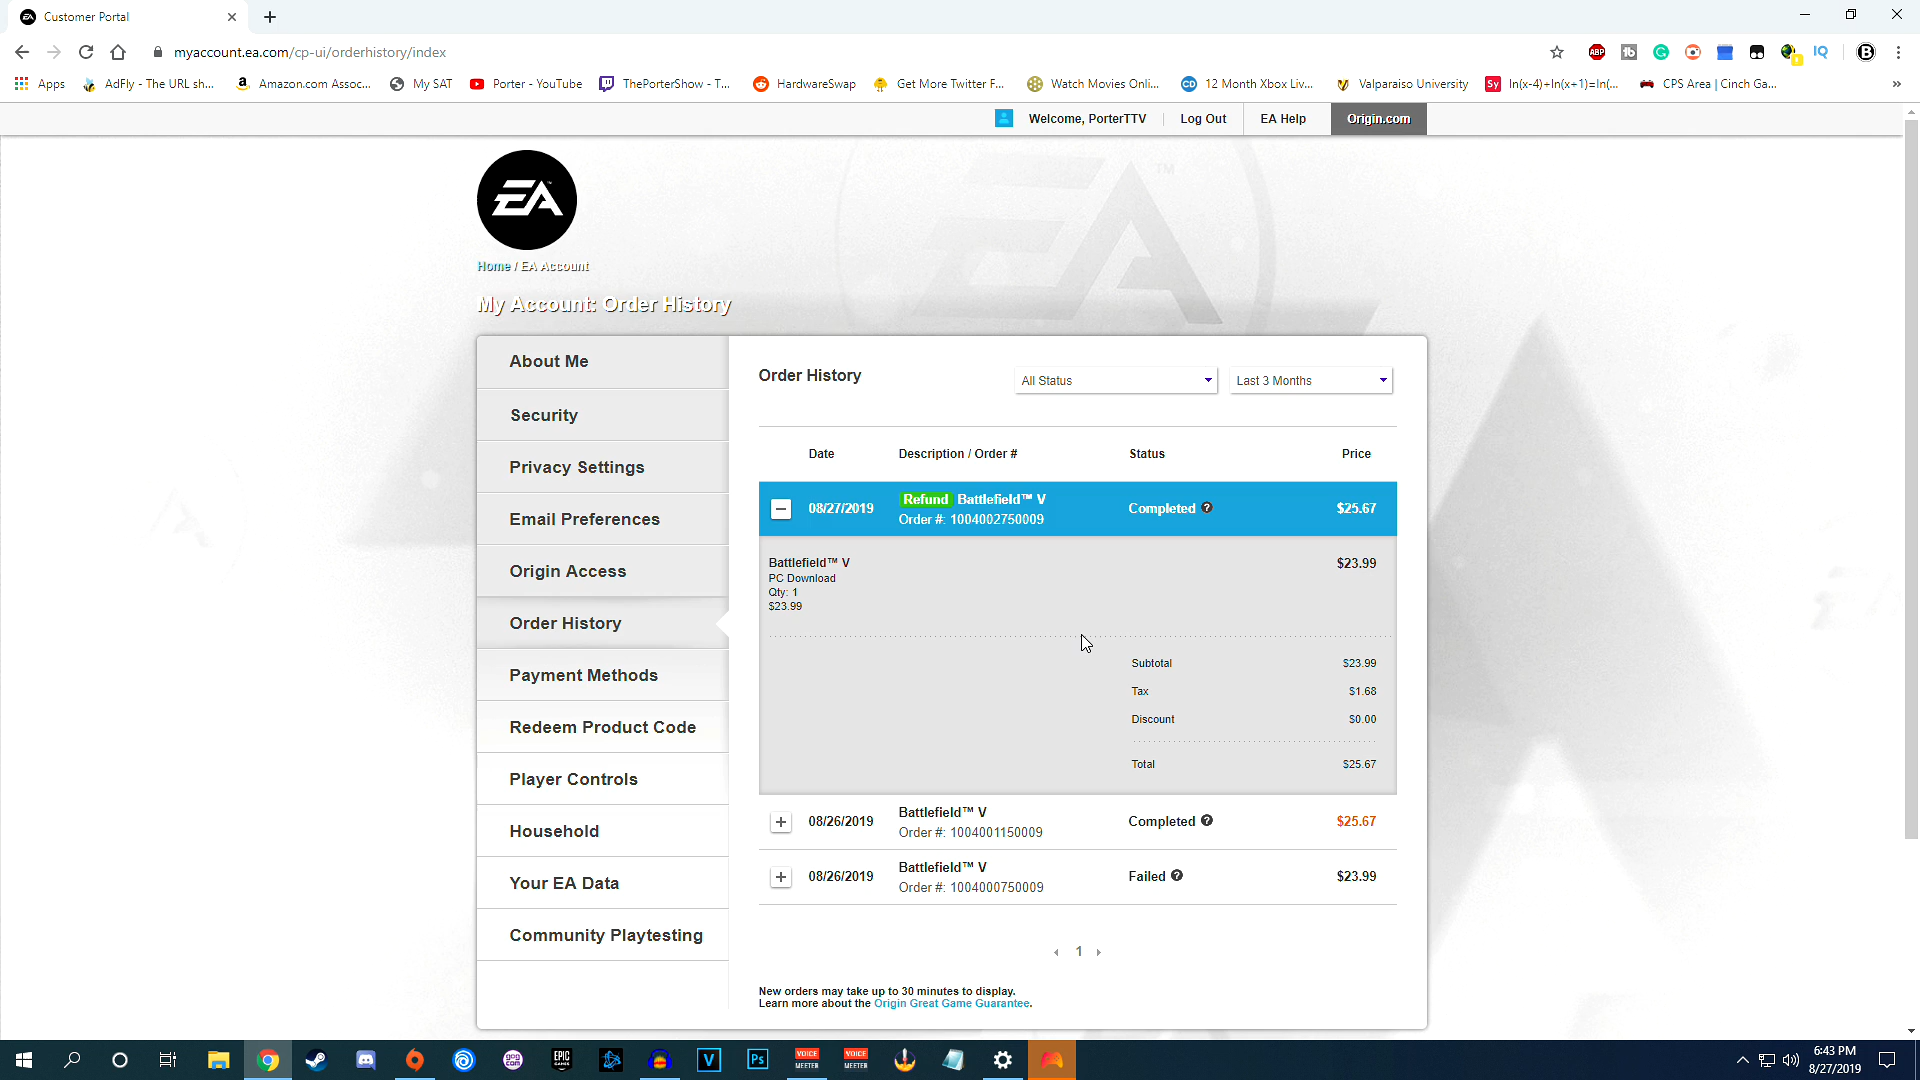 Customer Portal
myaccount.ea.com/cp-ui/orderhistory/index
Apps
AdFly - The URL sh...
Amazon.com Assoc...
My SAT
Porter - YouTube
ThePorterShow - T...
HardwareSwap
Get More Twitter F...
Watch Movies Onli...
12 Month Xbox Liv...
Valparaiso University
ln(x-4)+ln(x+1)=ln(...
CPS Area | Cinch Ga...
Welcome, PorterTTV
Log Out
EA Help
Origin.com
EA
Home / EA Account
My Account: Order History
About Me
Security
Privacy Settings
Email Preferences
Origin Access
Order History
Payment Methods
Redeem Product Code
Player Controls
Household
Your EA Data
Community Playtesting
Order History
All Status
Last 3 Months
Date Description / Order # Status Price
08/27/2019 Refund Battlefield™ V Completed $25.67
Order #: 1004002750009
Battlefield™ V $23.99
PC Download
Qty: 1
$23.99
Subtotal $23.99
Tax $1.68
Discount $0.00
Total $25.67
08/26/2019 Battlefield™ V Completed $25.67
Order #: 1004001150009
08/26/2019 Battlefield™ V Failed $23.99
Order #: 1004000750009
1
New orders may take up to 30 minutes to display.
Learn more about the Origin Great Game Guarantee.
6:43 PM
8/27/2019